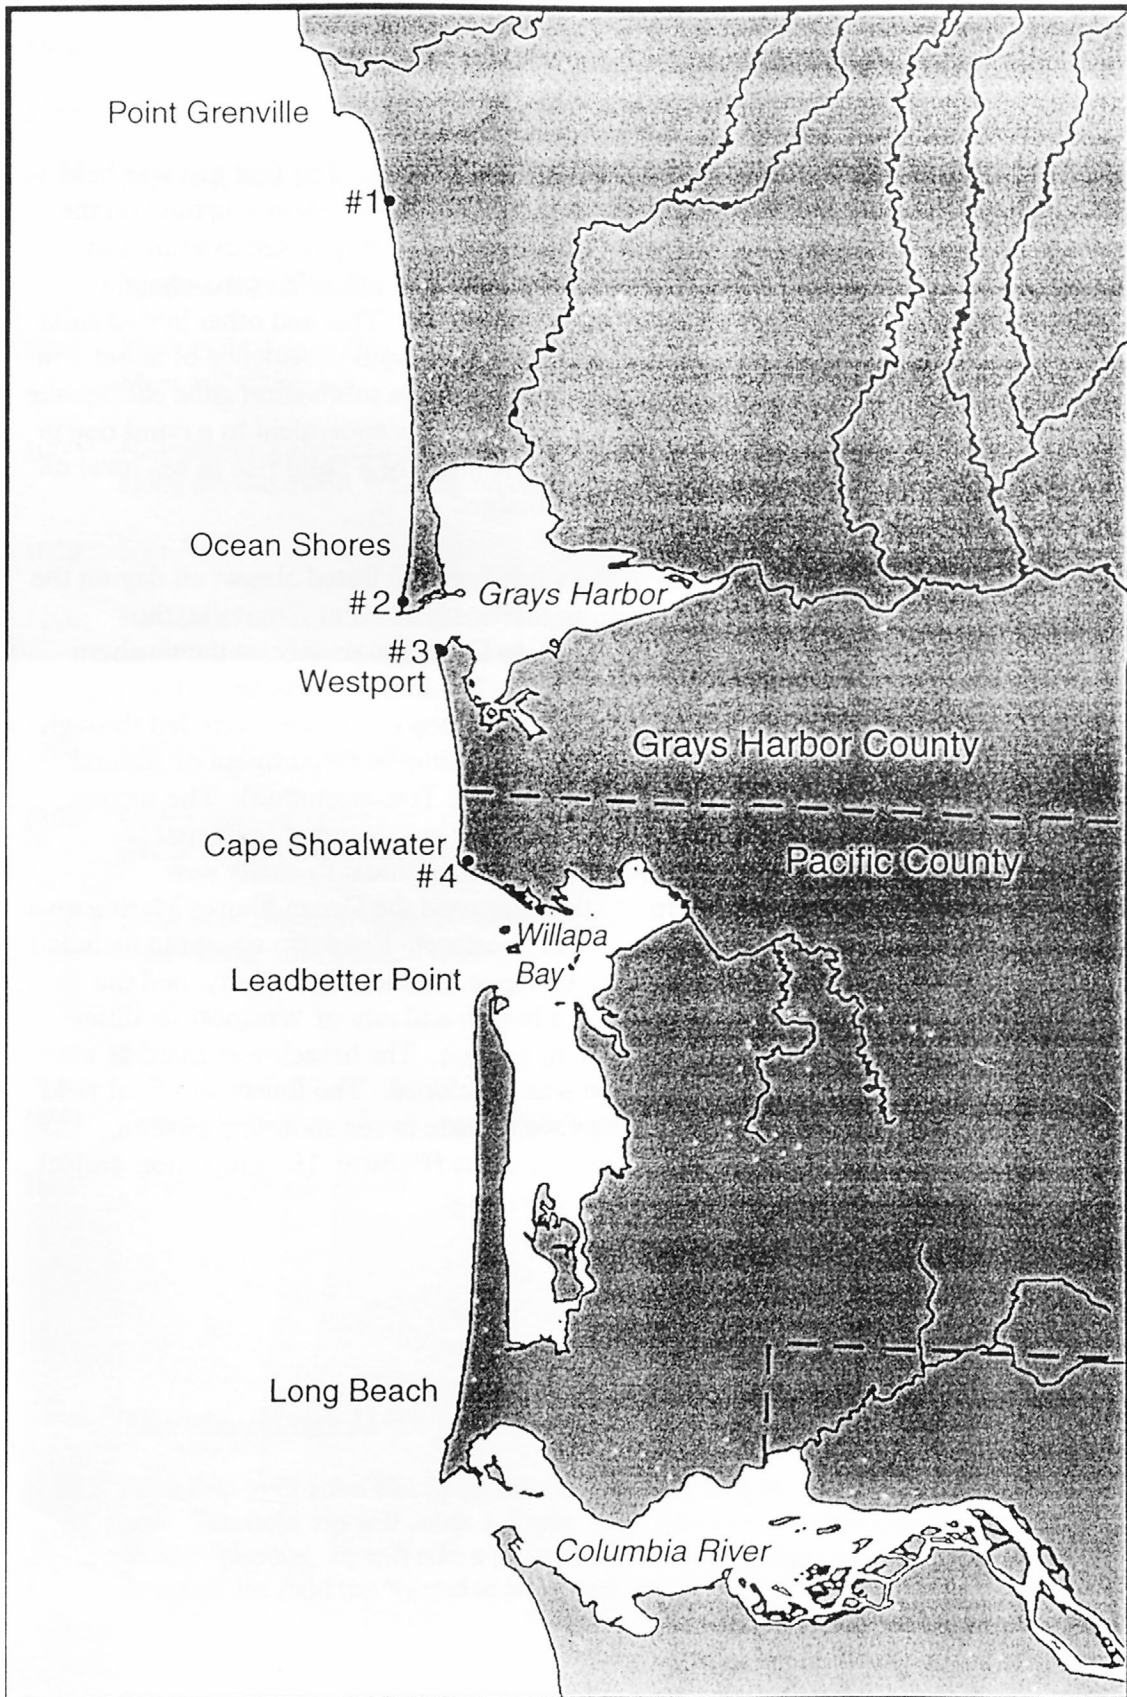 Point Grenville
#1
Ocean Shores
#2
Grays Harbor
#3
Westport
Grays Harbor County
Cape Shoalwater
Pacific County
#4
Willapa
Bay
Leadbetter Point
Long Beach
Columbia River